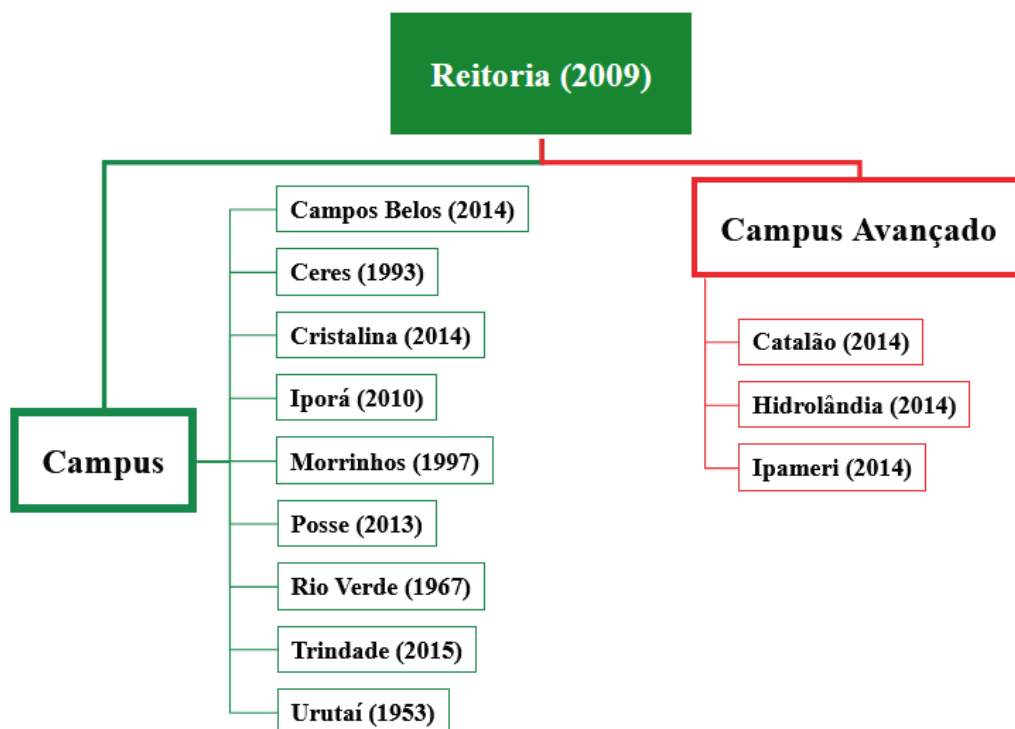 Reitoria (2009)
Campus
Campos Belos (2014)
Ceres (1993)
Cristalina (2014)
Iporá (2010)
Morrinhos (1997)
Posse (2013)
Rio Verde (1967)
Trindade (2015)
Urutaí (1953)
Campus Avançado
Catalão (2014)
Hidrolândia (2014)
Ipameri (2014)